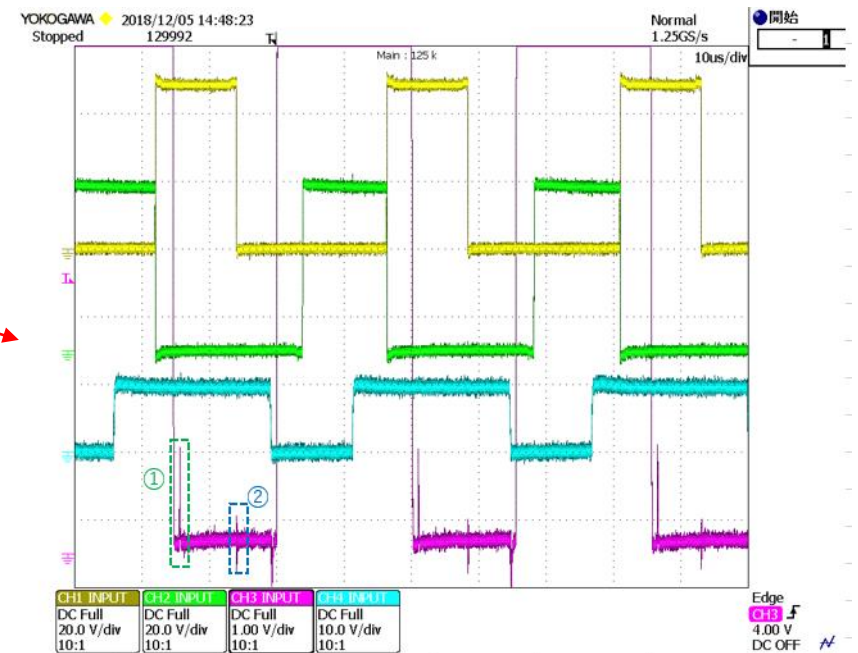 YOKOGAWA 2018/12/05 14:48:23 Normal
Stopped 129992 T 1.25GS/s
Main : 125 k 10us/div
開始
- 1
T
①
②
CH1 INPUT CH2 INPUT CH3 INPUT CH4 INPUT
DC Full DC Full DC Full DC Full
20.0 V/div 20.0 V/div 1.00 V/div 10.0 V/div
10:1 10:1 10:1 10:1
Edge
CH3
4.00 V
DC OFF